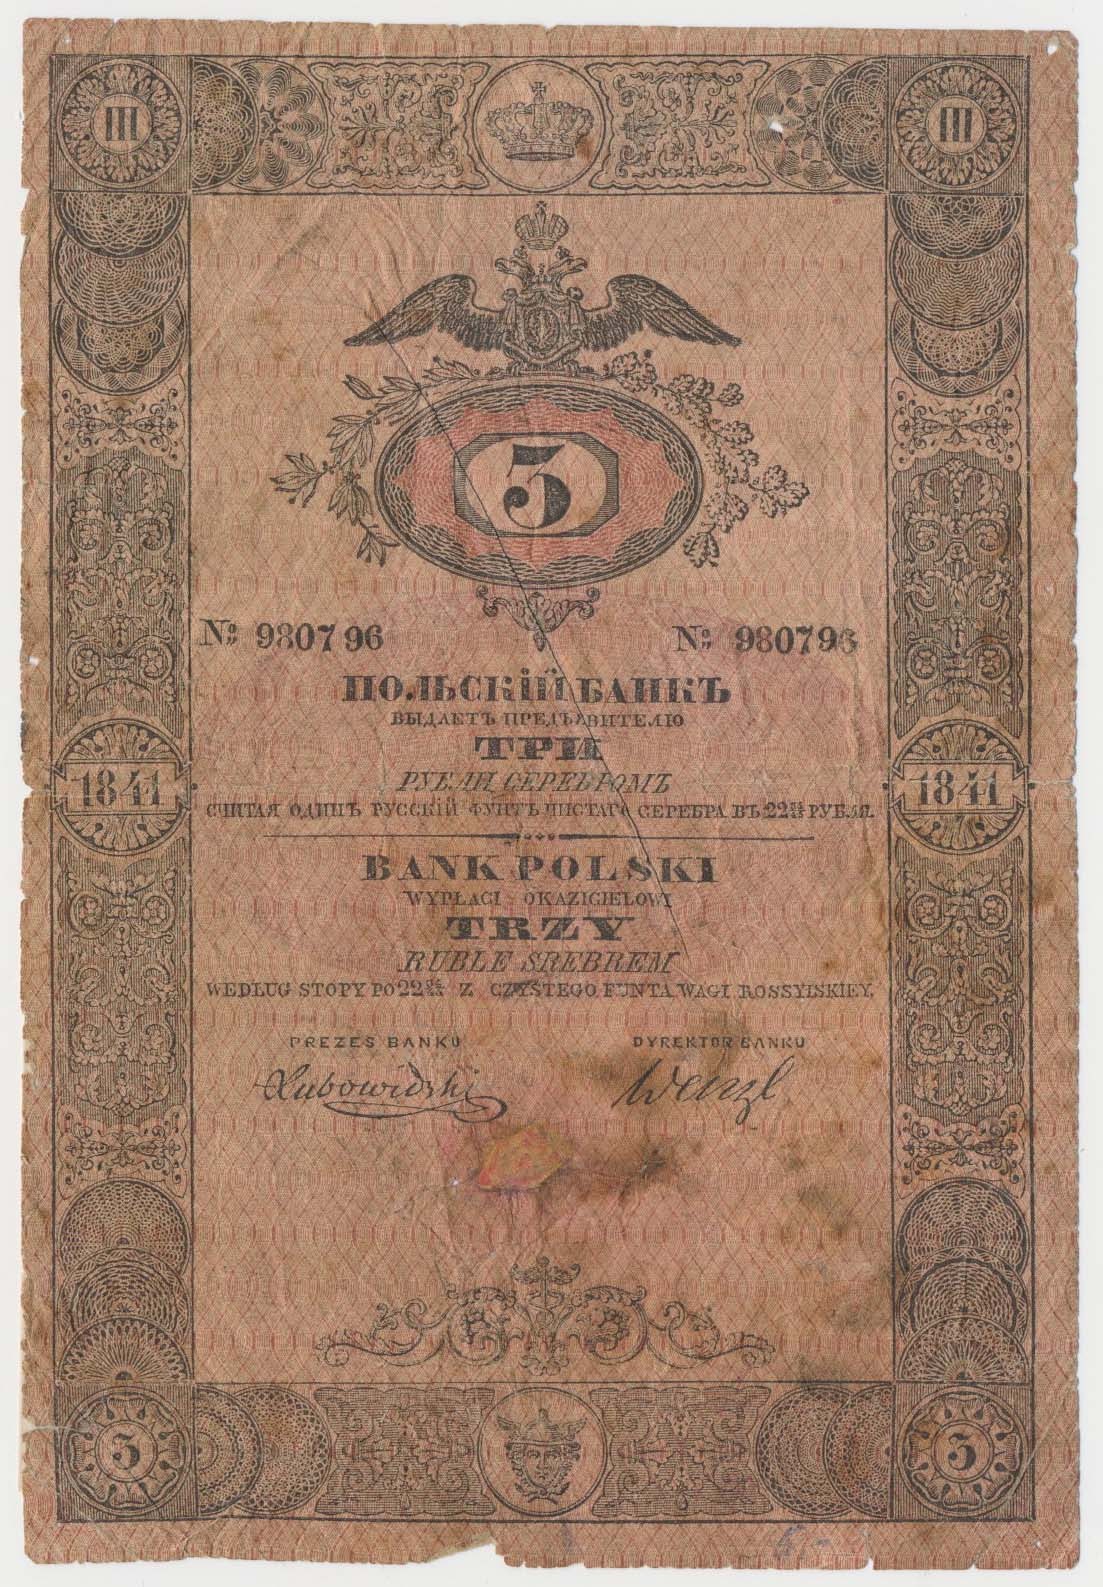 III III
3
№ 980796 № 980796
ПОЛЬСКІЙ БАНКЪ
ВЫДАЕТЪ ПРЕДЪЯВИТЕЛЮ
ТРИ
РУБЛИ СЕРЕБРОМЪ
1841 1841
СЧИТАЯ ОДИНЪ РУССКІЙ ФУНТЪ ЧИСТАГО СЕРЕБРА ВЪ 22 РУБЛЯ.
BANK POLSKI
WYPŁACI OKAZICIELOWI
TRZY
RUBLE SREBREM
WEDŁUG STOPY PO 22 Z CZYSTEGO FUNTA WAGI ROSSYISKIEY.
PREZES BANKU DYREKTOR BANKU
Lubowidzki Wenzl
3 3